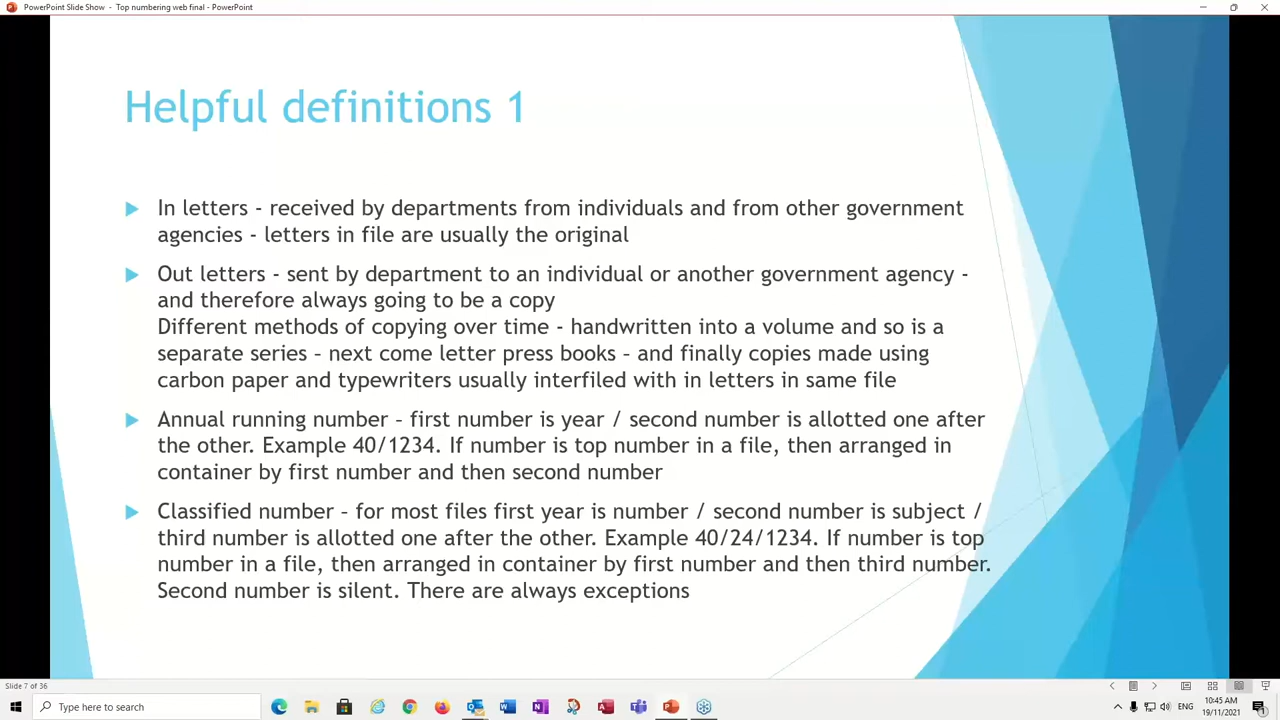 PowerPoint Slide Show - Top numbering web final - PowerPoint
Helpful definitions 1
In letters - received by departments from individuals and from other government
agencies - letters in file are usually the original
Out letters - sent by department to an individual or another government agency -
and therefore always going to be a copy
Different methods of copying over time - handwritten into a volume and so is a
separate series – next come letter press books – and finally copies made using
carbon paper and typewriters usually interfiled with in letters in same file
Annual running number – first number is year / second number is allotted one after
the other. Example 40/1234. If number is top number in a file, then arranged in
container by first number and then second number
Classified number – for most files first year is number / second number is subject /
third number is allotted one after the other. Example 40/24/1234. If number is top
number in a file, then arranged in container by first number and then third number.
Second number is silent. There are always exceptions
Slide 7 of 36
Type here to search
ENG
10:45 AM
19/11/2021